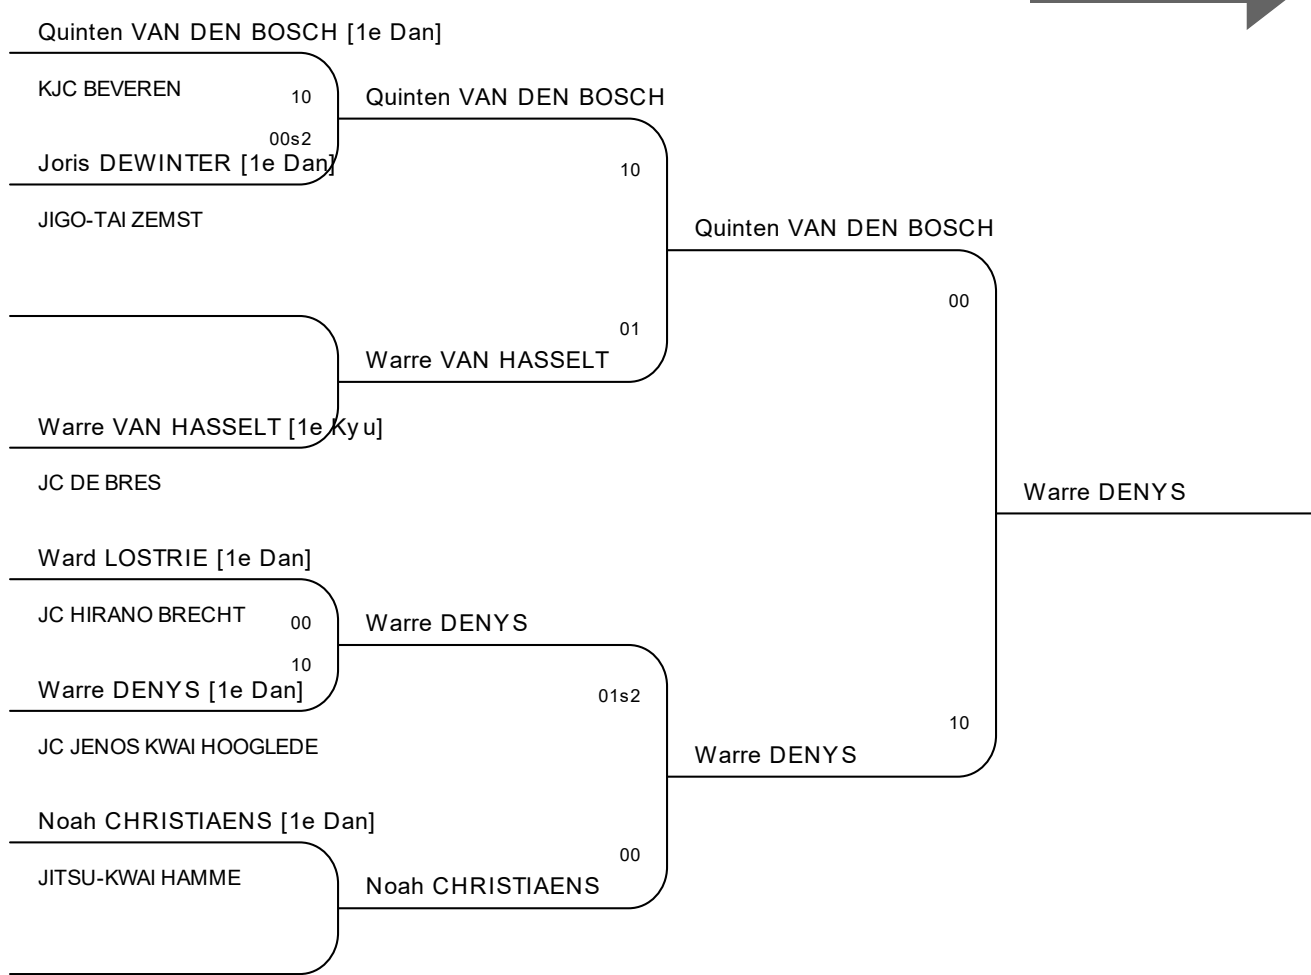 Quinten VAN DEN BOSCH [1e Dan]
KJC BEVEREN
10
Quinten VAN DEN BOSCH
00s2
Joris DEWINTER [1e Dan]
10
JIGO-TAI ZEMST
Quinten VAN DEN BOSCH
00
01
Warre VAN HASSELT
Warre VAN HASSELT [1e Kyu]
JC DE BRES
Warre DENYS
Ward LOSTRIE [1e Dan]
JC HIRANO BRECHT
00
Warre DENYS
10
Warre DENYS [1e Dan]
01s2
10
JC JENOS KWAI HOOGLEDE
Warre DENYS
Noah CHRISTIAENS [1e Dan]
00
JITSU-KWAI HAMME
Noah CHRISTIAENS